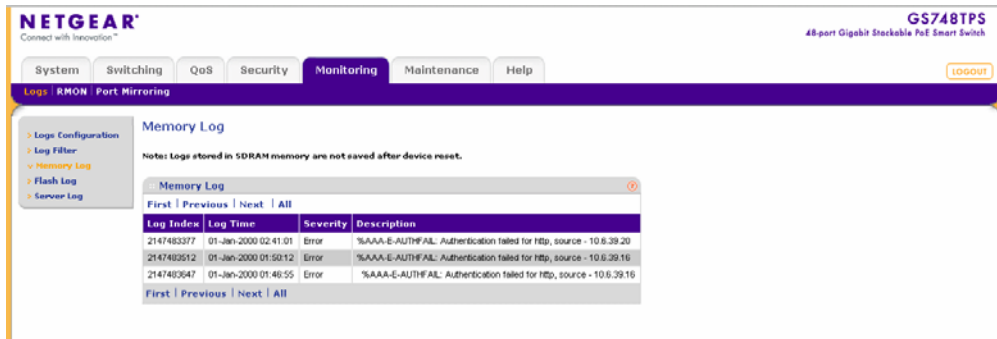 NETGEAR®
Connect with Innovation™
GS748TPS
48-port Gigabit Stackable PoE Smart Switch
System Switching QoS Security Monitoring Maintenance Help
LOGOUT
Logs RMON Port Mirroring
Logs Configuration
Log Filter
Memory Log
Flash Log
Server Log
Memory Log
Note: Logs stored in SDRAM memory are not saved after device reset.
Memory Log
First Previous Next All
Log Index Log Time Severity Description
2147483377 01-Jan-2000 02:41:01 Error %AAA-E-AUTHFAIL: Authentication failed for http, source - 10.6.39.20
2147483512 01-Jan-2000 01:50:12 Error %AAA-E-AUTHFAIL: Authentication failed for http, source - 10.6.39.16
2147483647 01-Jan-2000 01:46:55 Error %AAA-E-AUTHFAIL: Authentication failed for http, source - 10.6.39.16
First Previous Next All